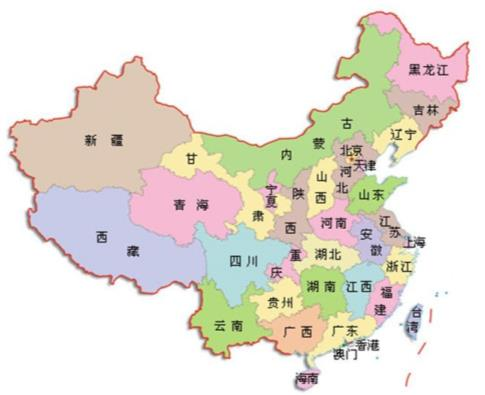 黑龙江
吉林
辽宁
内蒙古
新疆
甘肃
北京
天津
河北
山西
山东
宁夏
陕西
青海
河南
江苏
安徽
上海
西藏
四川
重庆
湖北
浙江
湖南
江西
福建
贵州
云南
广西
广东
台湾
香港
澳门
海南